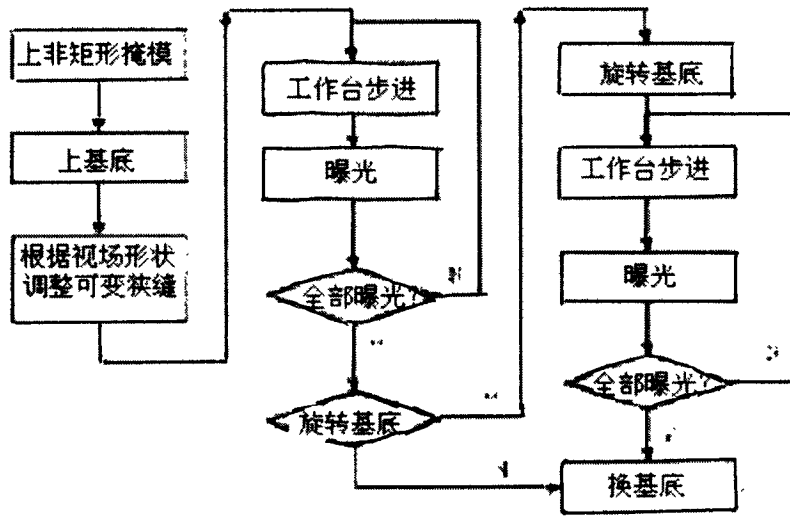 上非矩形掩模
上基底
根据视场形状
调整可变狭缝
工作台步进
曝光
全部曝光?
N
旋转基底
旋转基底
工作台步进
曝光
全部曝光?
换基底